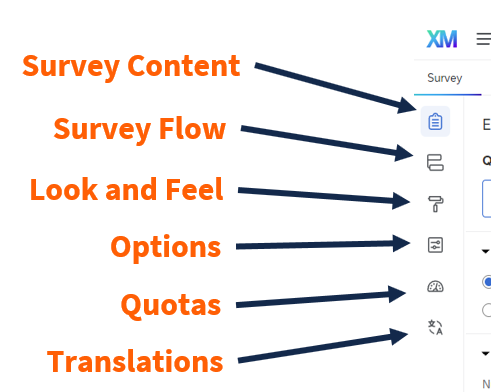 XM
Survey Content
Survey
E
Survey Flow
Q
Look and Feel
Options
Quotas
Translations
N